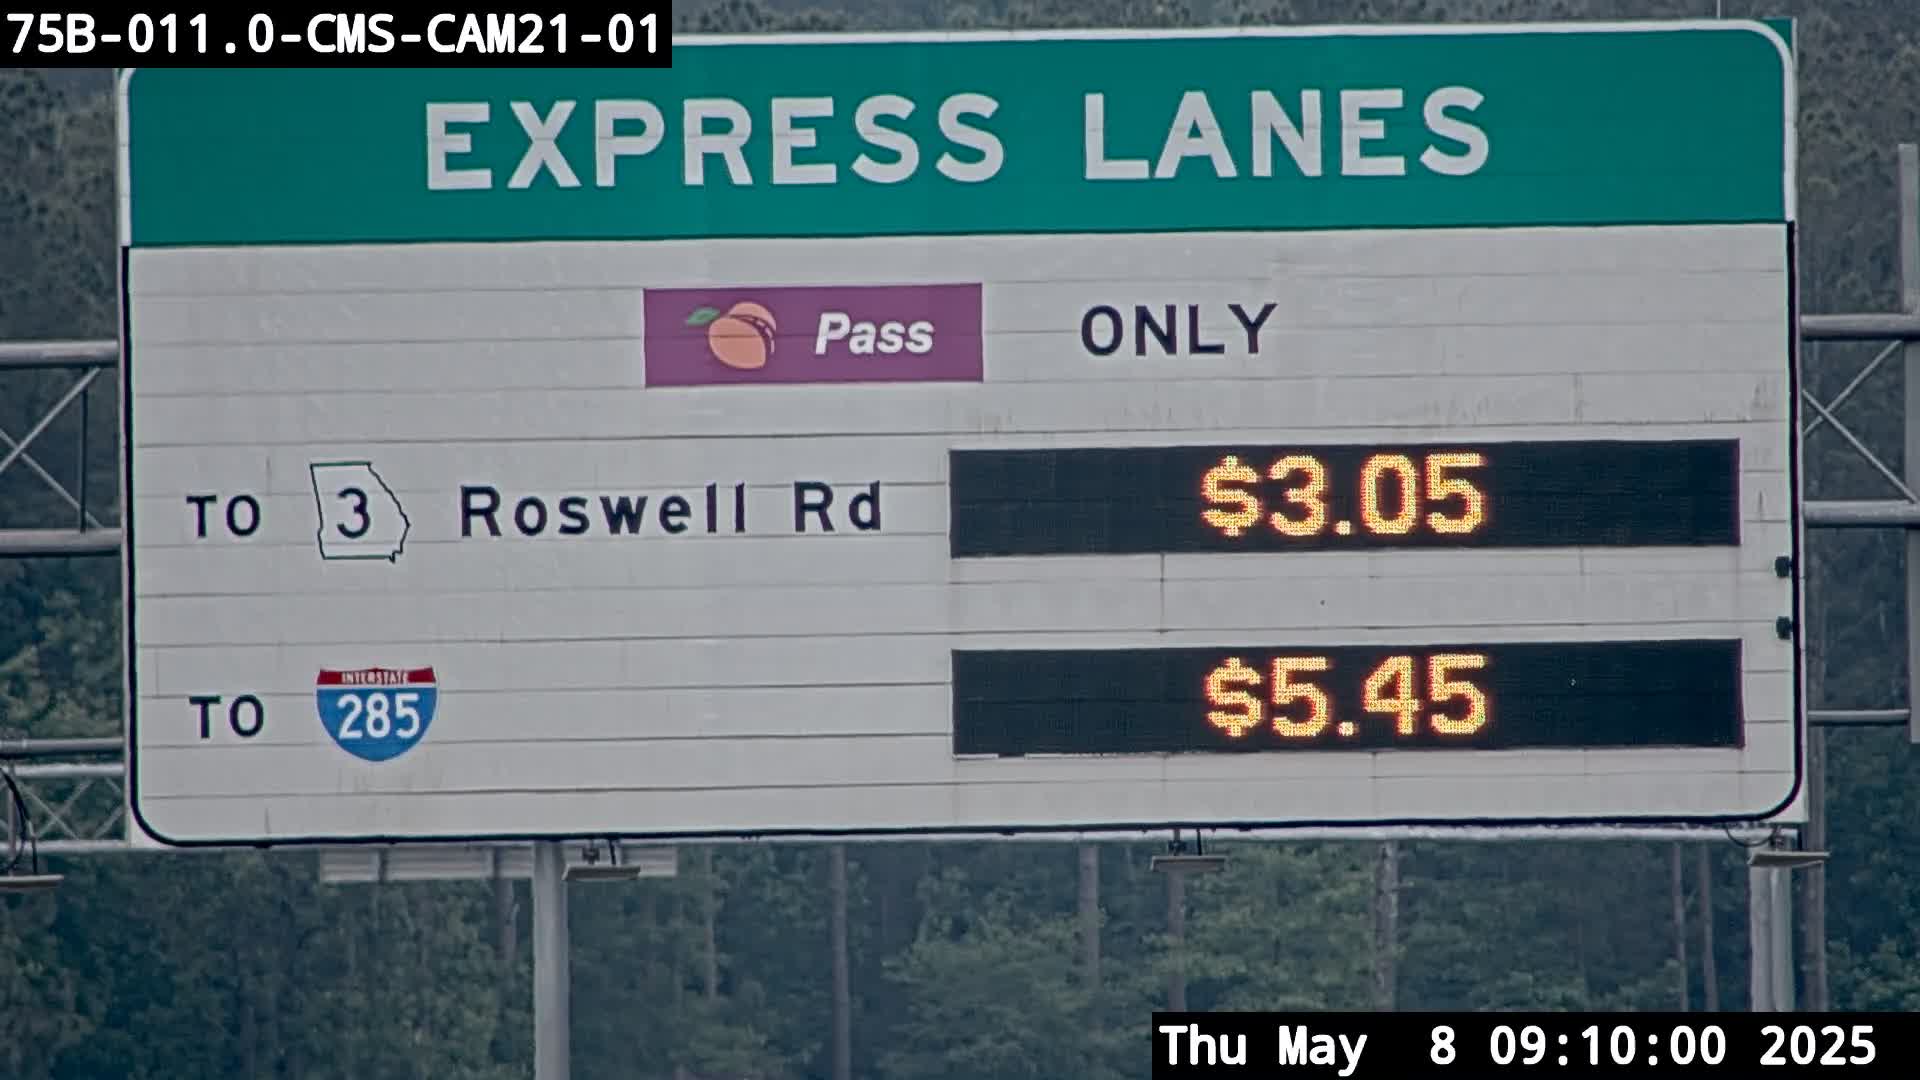 75B-011.0-CMS-CAM21-01
EXPRESS LANES
Pass ONLY
TO 3 Roswell Rd $3.05
INTERSTATE
TO 285 $5.45
Thu May 8 09:10:00 2025